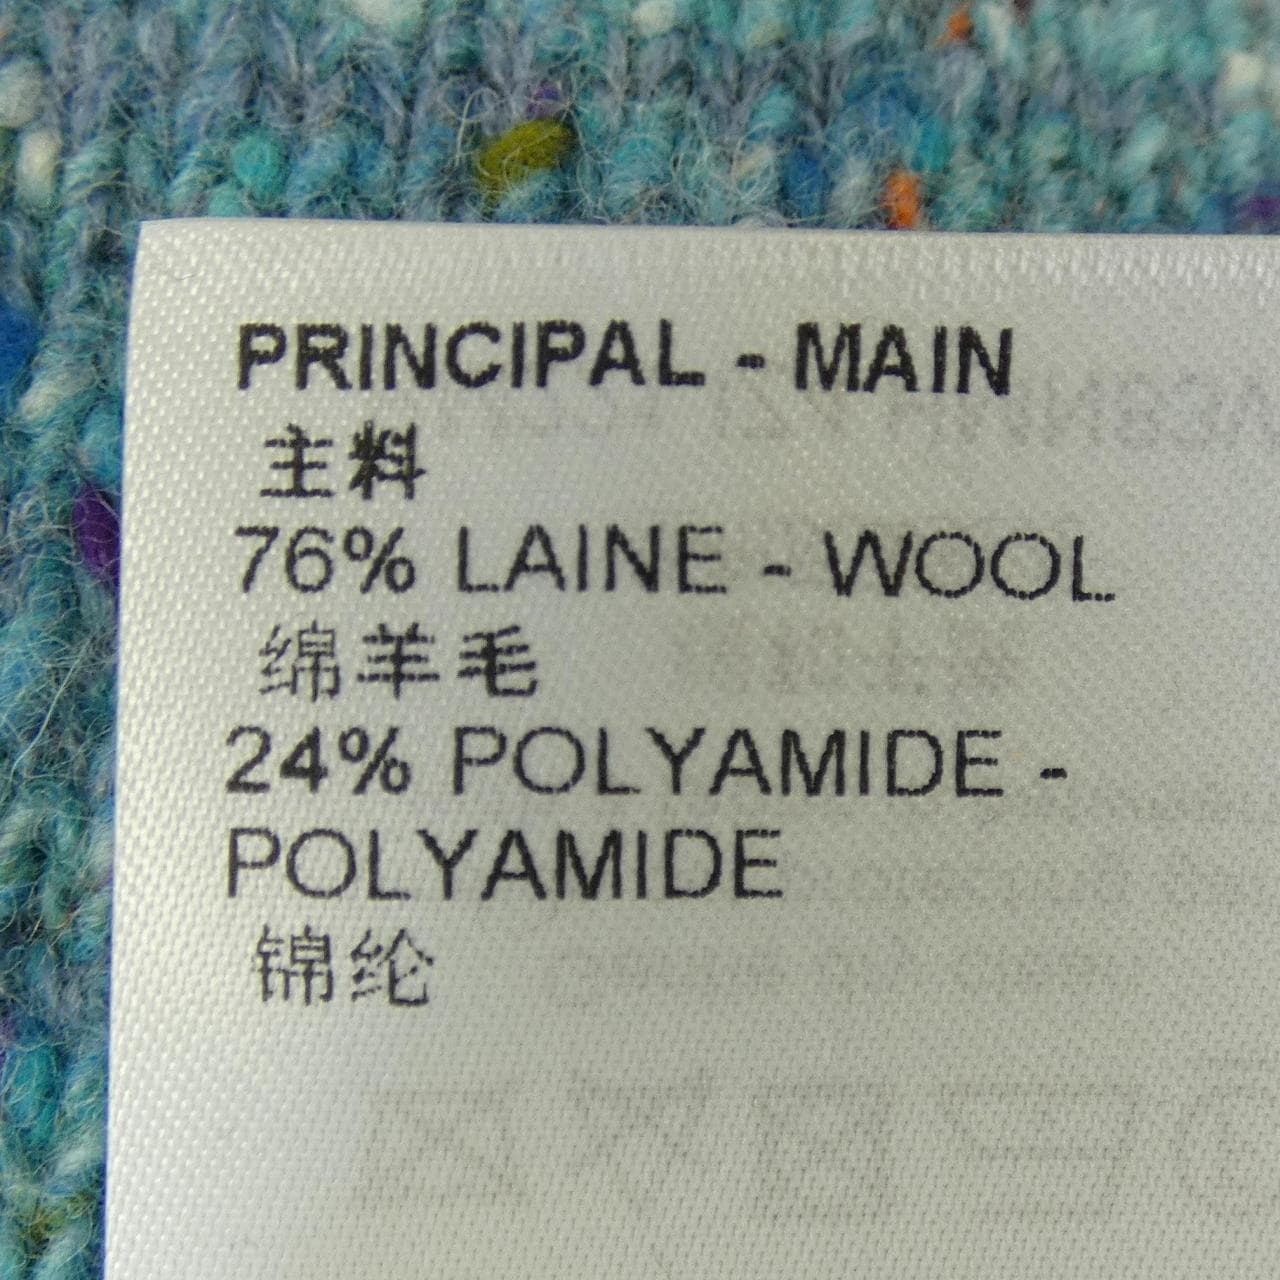 PRINCIPAL - MAIN
主料
76% LAINE - WOOL
绵羊毛
24% POLYAMIDE -
POLYAMIDE
锦纶